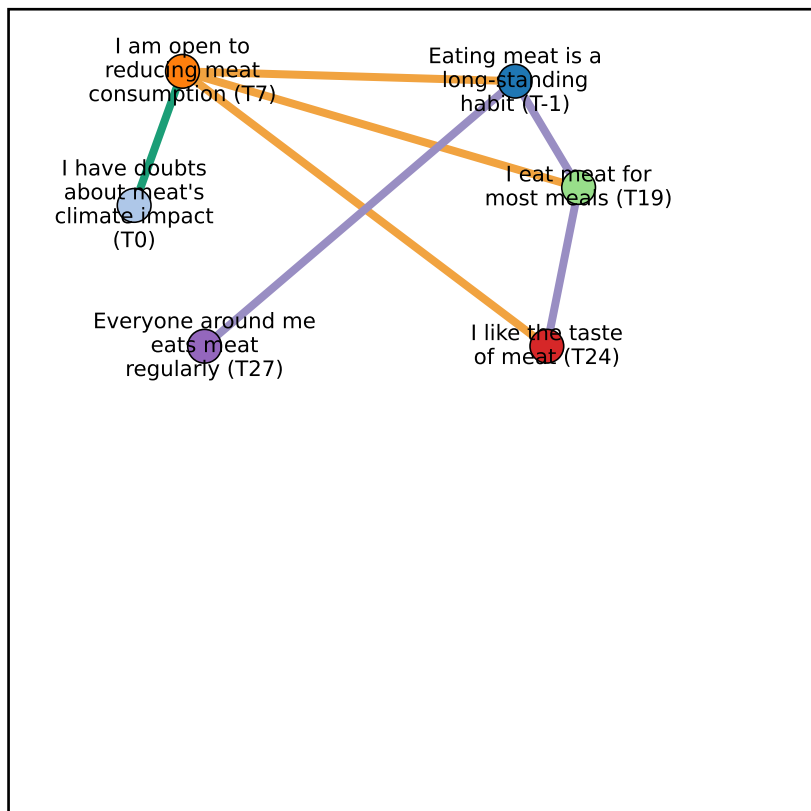 I am open to
reducing meat
consumption (T7)
Eating meat is a
long-standing
habit (T-1)
I have doubts
about meat's
climate impact
(T0)
I eat meat for
most meals (T19)
Everyone around me
eats meat
regularly (T27)
I like the taste
of meat (T24)